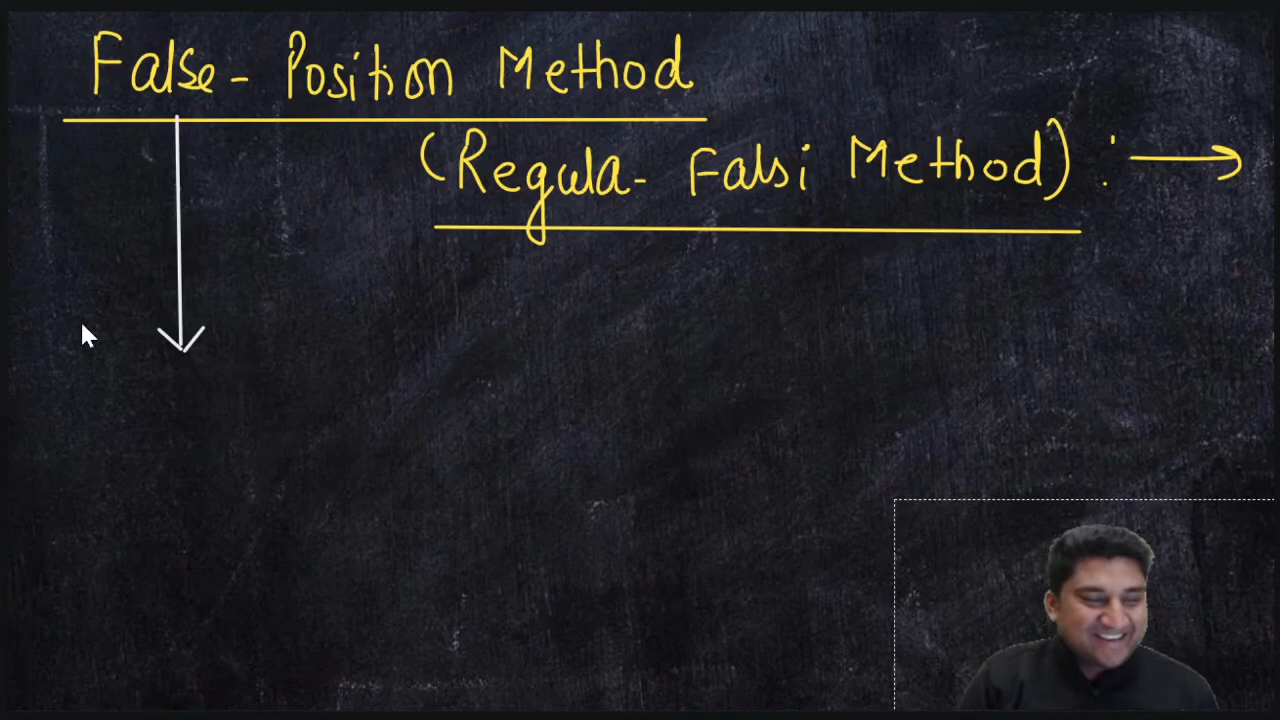 False-Position Method
(Regula-Falsi Method) : →